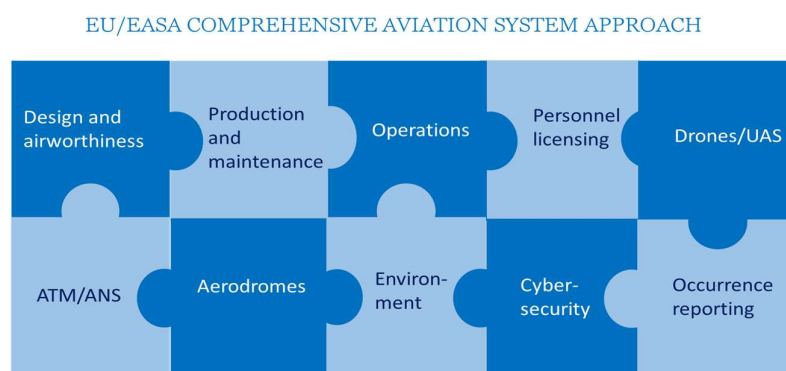 EU/EASA COMPREHENSIVE AVIATION SYSTEM APPROACH
Design and
airworthiness
Production
and
maintenance
Operations
Personnel
licensing
Drones/UAS
ATM/ANS
Aerodromes
Environ-
ment
Cyber-
security
Occurrence
reporting